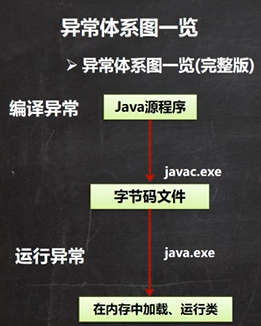 异常体系图一览
➢ 异常体系图一览(完整版)
编译异常
Java源程序
javac.exe
字节码文件
运行异常
java.exe
在内存中加载、运行类